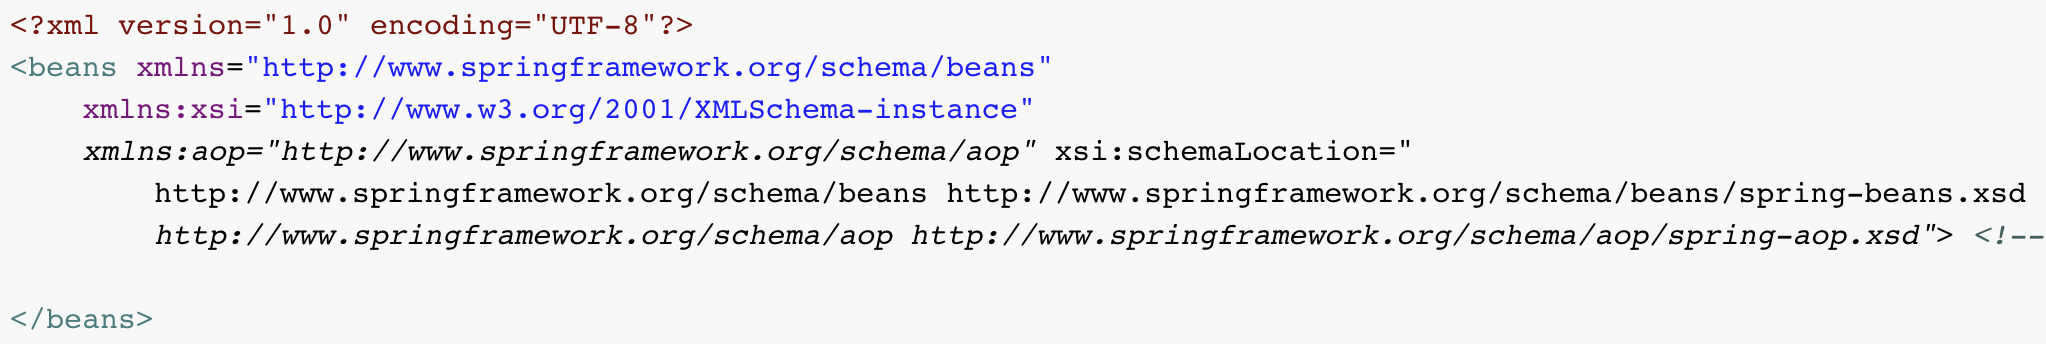 <?xml version="1.0" encoding="UTF-8"?>
<beans xmlns="http://www.springframework.org/schema/beans"
    xmlns:xsi="http://www.w3.org/2001/XMLSchema-instance"
    xmlns:aop="http://www.springframework.org/schema/aop" xsi:schemaLocation="
        http://www.springframework.org/schema/beans http://www.springframework.org/schema/beans/spring-beans.xsd
        http://www.springframework.org/schema/aop http://www.springframework.org/schema/aop/spring-aop.xsd"> <!--
</beans>